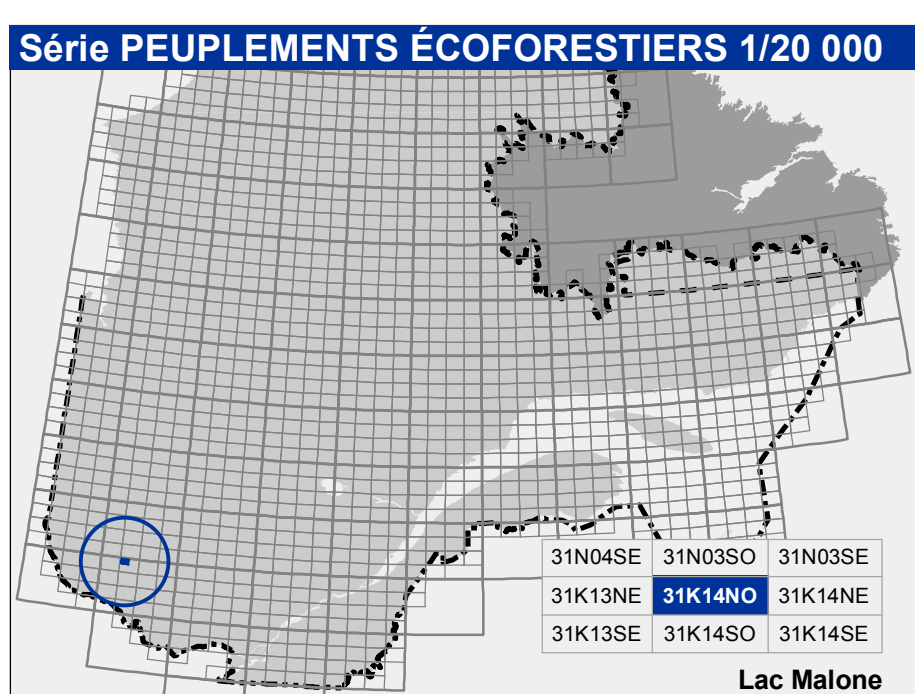 Série PEUPLEMENTS ÉCOFORESTIERS 1/20 000
31N04SE 31N03SO 31N03SE
31K13NE 31K14NO 31K14NE
31K13SE 31K14SO 31K14SE
Lac Malone